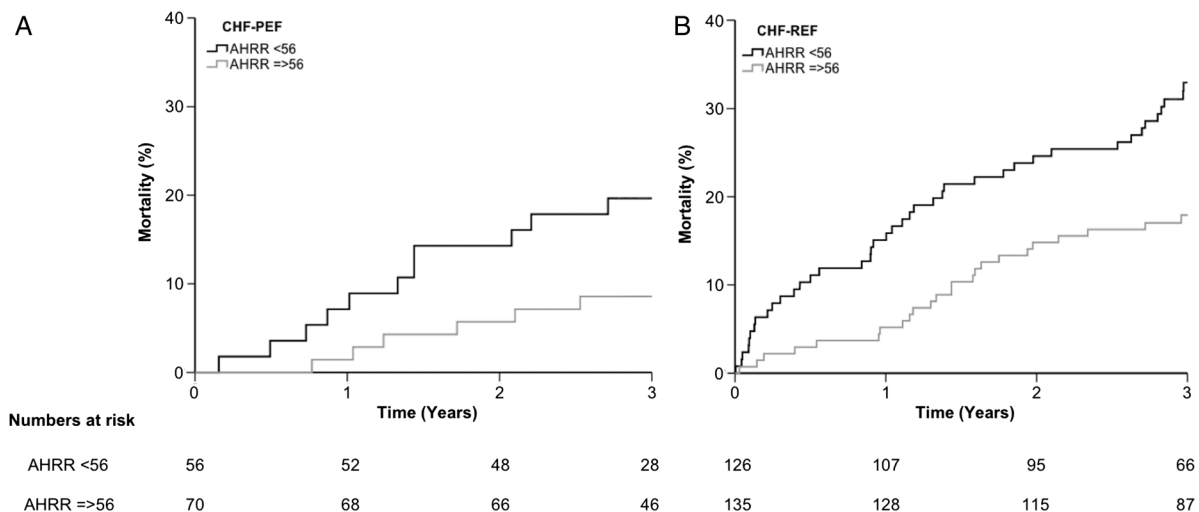 A
CHF-PEF
AHRR <56
AHRR =>56
40
30
20
10
0
Mortality (%)
0 1 2 3
Time (Years)
B
CHF-REF
AHRR <56
AHRR =>56
40
30
20
10
0
Mortality (%)
0 1 2 3
Time (Years)
Numbers at risk
AHRR <56 56 52 48 28 126 107 95 66
AHRR =>56 70 68 66 46 135 128 115 87